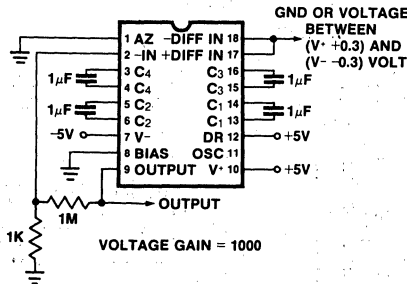 GND OR VOLTAGE
BETWEEN
(V+ +0.3) AND
(V- -0.3) VOLT
1 AZ -DIFF IN 18
2 -IN +DIFF IN 17
3 C4 C3 16
1μF 1μF
4 C4 C3 15
5 C2 C1 14
1μF 1μF
6 C2 C1 13
-5V 7 V- DR 12 +5V
8 BIAS OSC 11
9 OUTPUT V+ 10 +5V
1M OUTPUT
1K
VOLTAGE GAIN = 1000